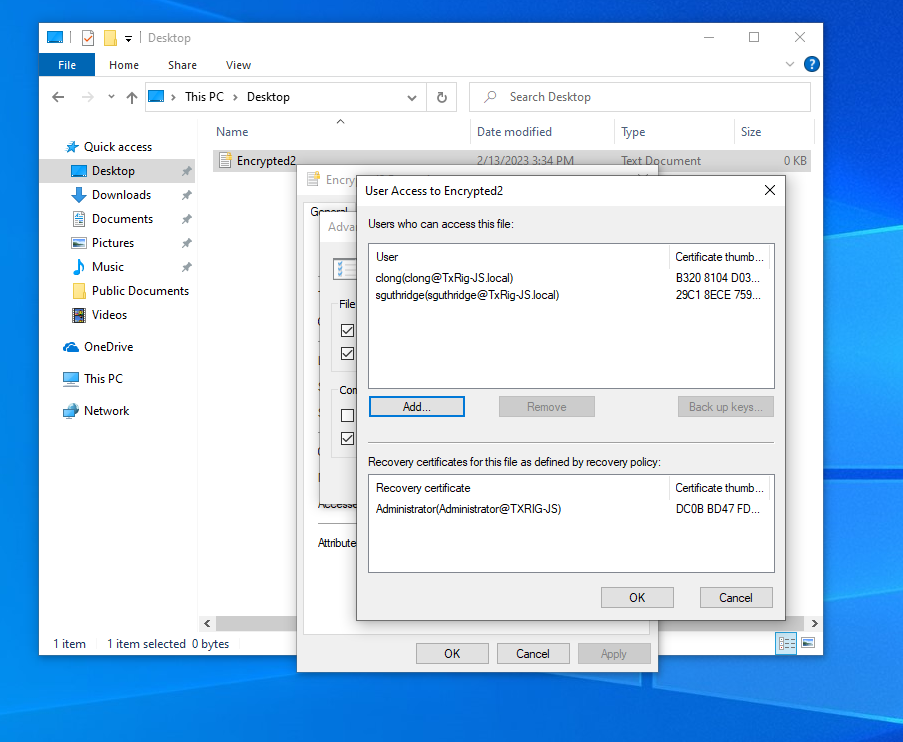 Desktop
File Home Share View
This PC Desktop
Search Desktop
Name Date modified Type Size
Encrypted2 2/13/2023 3:34 PM Text Document 0 KB
Quick access
Desktop
Downloads
Documents
Pictures
Music
Public Documents
Videos
OneDrive
This PC
Network
Encry
General
Adva
File
Com
Accesse
Attribute
User Access to Encrypted2
Users who can access this file:
User Certificate thumb...
clong(clong@TxRig-JS.local) B320 8104 D03...
sguthridge(sguthridge@TxRig-JS.local) 29C1 8ECE 759...
Add... Remove Back up keys...
Recovery certificates for this file as defined by recovery policy:
Recovery certificate Certificate thumb...
Administrator(Administrator@TXRIG-JS) DC0B BD47 FD...
OK Cancel
OK Cancel Apply
1 item 1 item selected 0 bytes